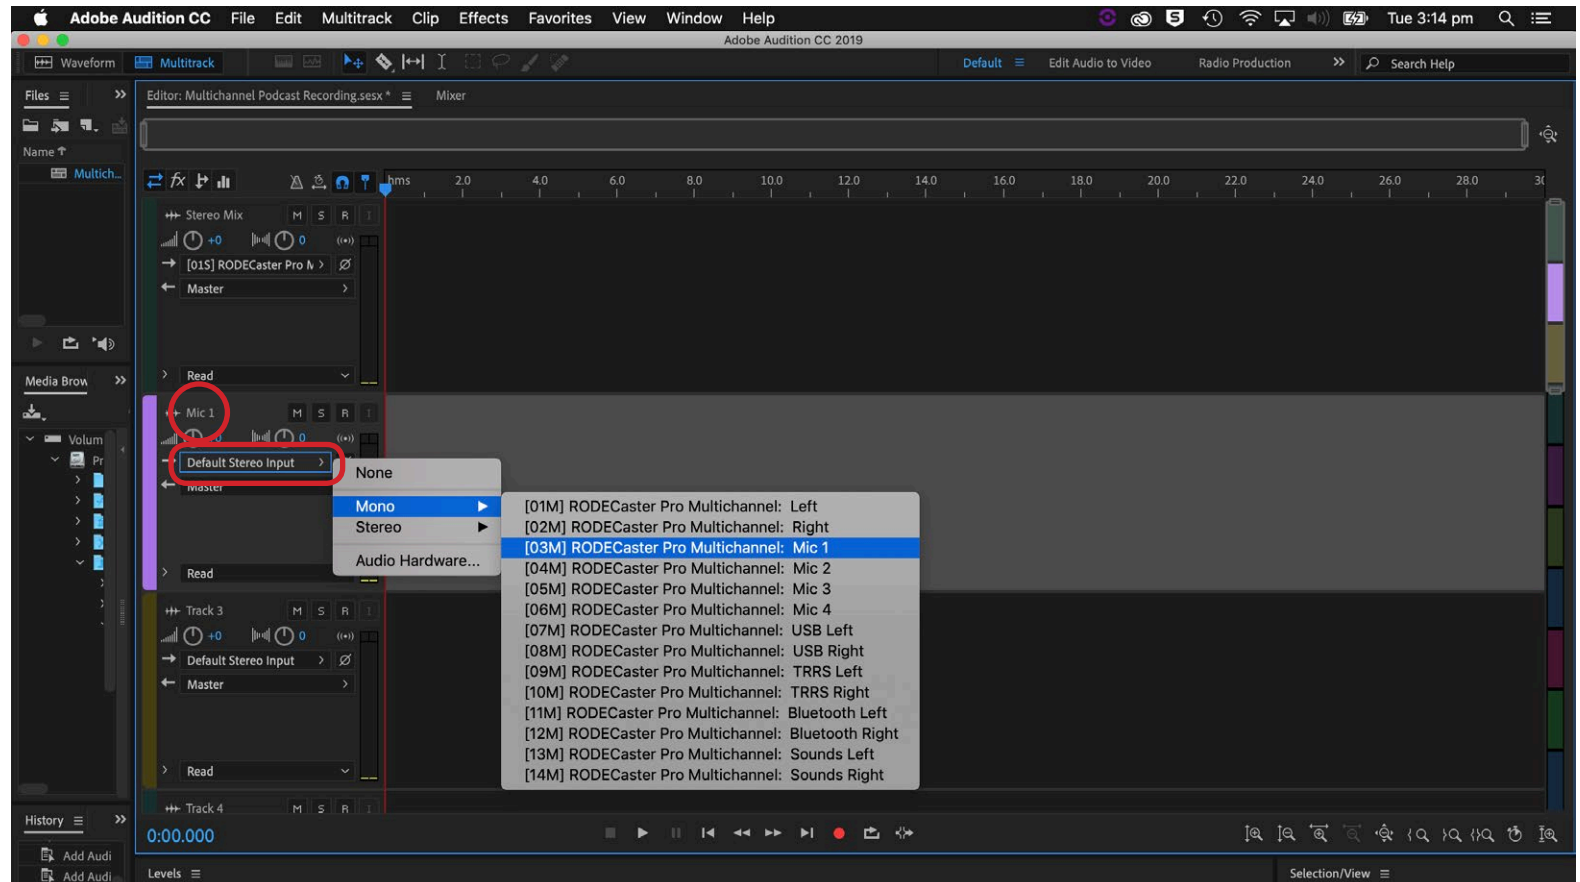 Adobe Audition CC File Edit Multitrack Clip Effects Favorites View Window Help Tue 3:14 pm
Adobe Audition CC 2019
Waveform Multitrack Default Edit Audio to Video Radio Production Search Help
Files Editor: Multichannel Podcast Recording.sesx * Mixer
Name
Multich...
fx hms 2.0 4.0 6.0 8.0 10.0 12.0 14.0 16.0 18.0 20.0 22.0 24.0 26.0 28.0 30
Stereo Mix M S R I
+0 0
[01S] RODECaster Pro M
Master
Read
Media Brow
Mic 1 M S R I
+0 0
Volum
Default Stereo Input
Pr
None
Master
Mono
Stereo
Audio Hardware...
[01M] RODECaster Pro Multichannel: Left
[02M] RODECaster Pro Multichannel: Right
[03M] RODECaster Pro Multichannel: Mic 1
[04M] RODECaster Pro Multichannel: Mic 2
[05M] RODECaster Pro Multichannel: Mic 3
[06M] RODECaster Pro Multichannel: Mic 4
[07M] RODECaster Pro Multichannel: USB Left
[08M] RODECaster Pro Multichannel: USB Right
[09M] RODECaster Pro Multichannel: TRRS Left
[10M] RODECaster Pro Multichannel: TRRS Right
[11M] RODECaster Pro Multichannel: Bluetooth Left
[12M] RODECaster Pro Multichannel: Bluetooth Right
[13M] RODECaster Pro Multichannel: Sounds Left
[14M] RODECaster Pro Multichannel: Sounds Right
Read
Track 3 M S R I
+0 0
Default Stereo Input
Master
Read
Track 4 M S R I
History
0:00.000
Add Audi
Add Audi
Levels Selection/View